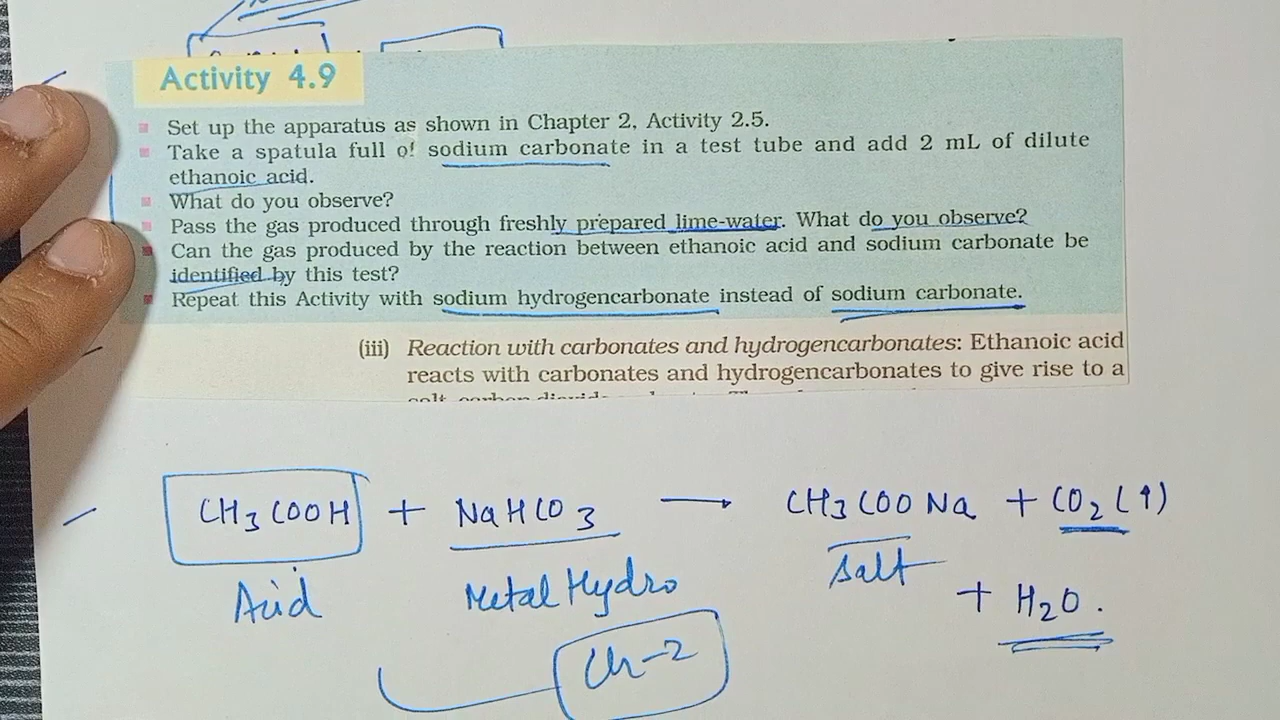 Activity 4.9
Set up the apparatus as shown in Chapter 2, Activity 2.5.
Take a spatula full of sodium carbonate in a test tube and add 2 mL of dilute
ethanoic acid.
What do you observe?
Pass the gas produced through freshly prepared lime-water. What do you observe?
Can the gas produced by the reaction between ethanoic acid and sodium carbonate be
identified by this test?
Repeat this Activity with sodium hydrogencarbonate instead of sodium carbonate.
(iii) Reaction with carbonates and hydrogencarbonates: Ethanoic acid
reacts with carbonates and hydrogencarbonates to give rise to a
CH3COOH + NaHCO3 → CH3COONa + CO2(↑)
Acid Metal Hydro Salt
+ H2O.
Ch-2